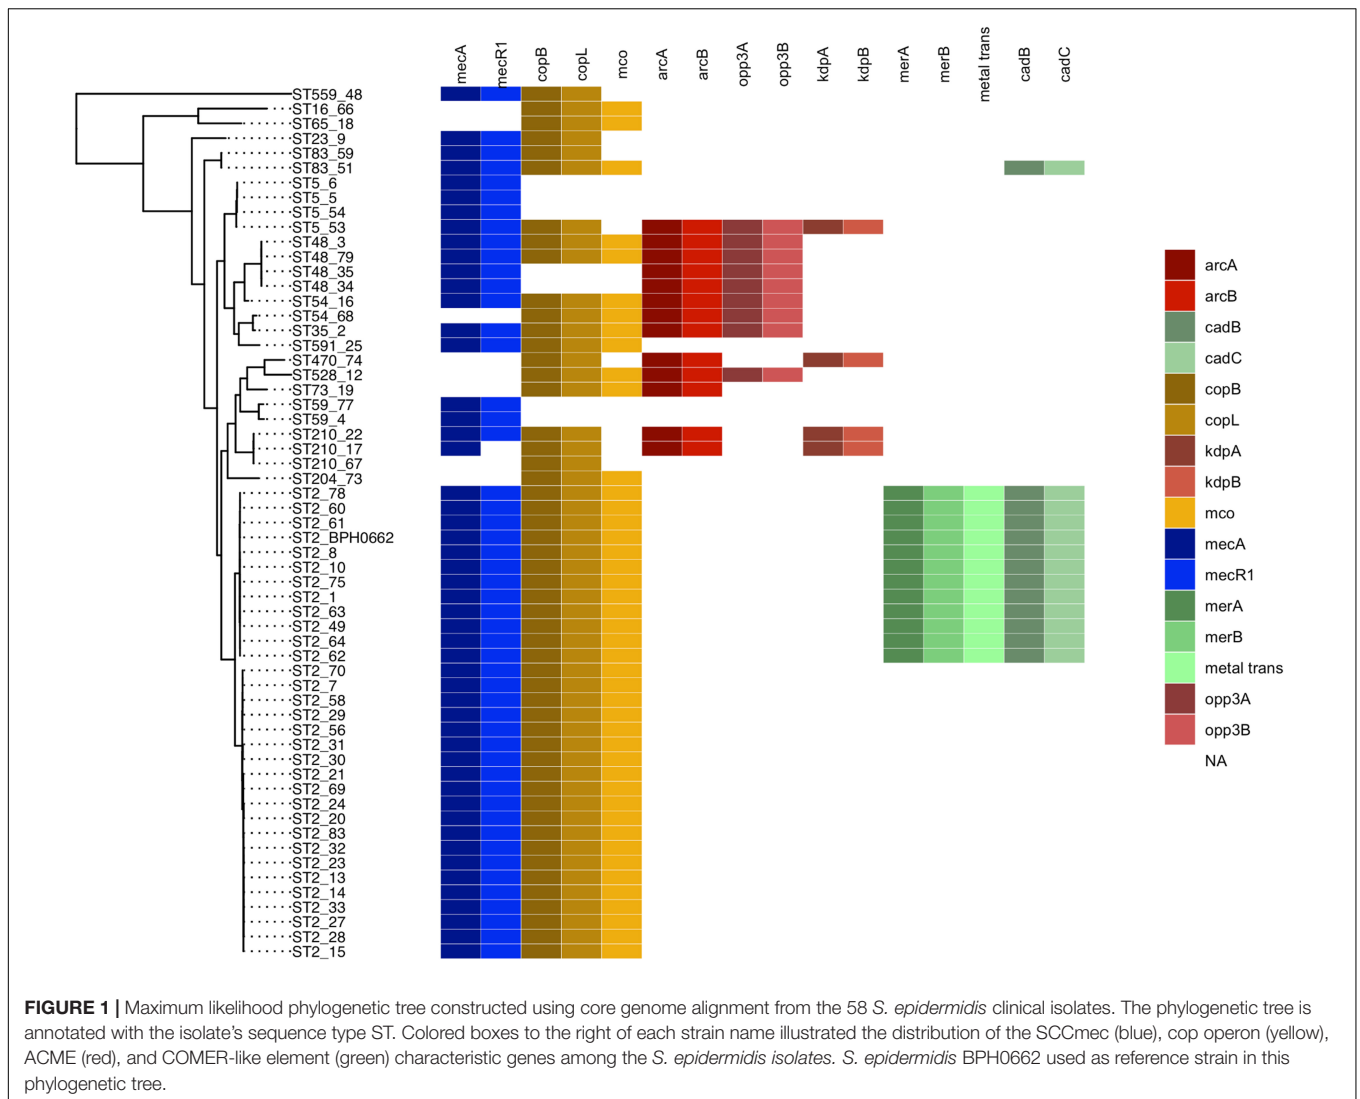 mecA
mecR1
copB
copL
mco
arcA
arcB
opp3A
opp3B
kdpA
kdpB
merA
merB
metal trans
cadB
cadC
ST559_48
ST16_66
ST65_18
ST23_9
ST83_59
ST83_51
ST5_6
ST5_5
ST5_54
ST5_53
ST48_3
ST48_79
ST48_35
ST48_34
ST54_16
ST54_68
ST35_2
ST591_25
ST470_74
ST528_12
ST73_19
ST59_77
ST59_4
ST210_22
ST210_17
ST210_67
ST204_73
ST2_78
ST2_60
ST2_61
ST2_BPH0662
ST2_8
ST2_10
ST2_75
ST2_1
ST2_63
ST2_49
ST2_64
ST2_62
ST2_70
ST2_7
ST2_58
ST2_29
ST2_56
ST2_31
ST2_30
ST2_21
ST2_69
ST2_24
ST2_20
ST2_83
ST2_32
ST2_23
ST2_13
ST2_14
ST2_33
ST2_27
ST2_28
ST2_15
arcA
arcB
cadB
cadC
copB
copL
kdpA
kdpB
mco
mecA
mecR1
merA
merB
metal trans
opp3A
opp3B
NA
FIGURE 1 | Maximum likelihood phylogenetic tree constructed using core genome alignment from the 58 S. epidermidis clinical isolates. The phylogenetic tree is
annotated with the isolate's sequence type ST. Colored boxes to the right of each strain name illustrated the distribution of the SCCmec (blue), cop operon (yellow),
ACME (red), and COMER-like element (green) characteristic genes among the S. epidermidis isolates. S. epidermidis BPH0662 used as reference strain in this
phylogenetic tree.